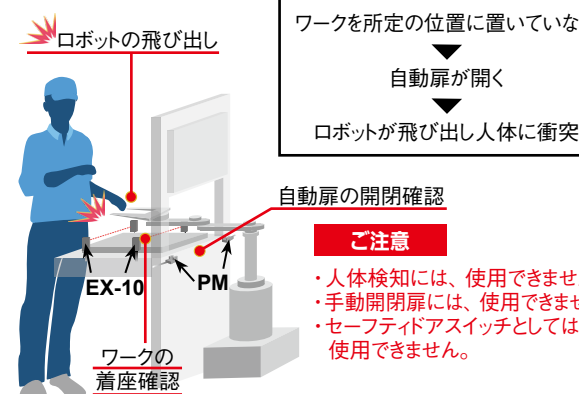 ロボットの飛び出し
ワークを所定の位置に置いていな
自動扉が開く
ロボットが飛び出し人体に衝突
自動扉の開閉確認
ご注意
・人体検知には、使用できませ
・手動開閉扉には、使用できませ
・セーフティドアスイッチとしては
使用できません。
EX-10
PM
ワークの
着座確認